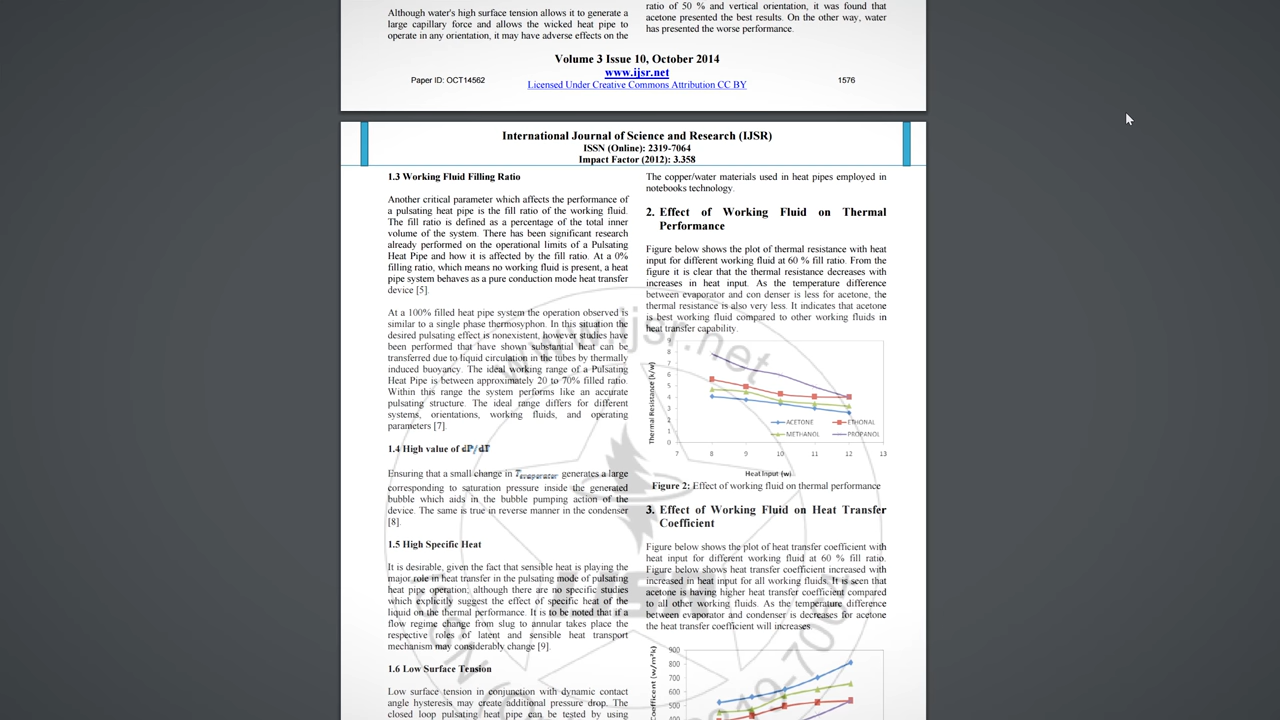 Although water's high surface tension allows it to generate a
large capillary force and allows the wicked heat pipe to
operate in any orientation, it may have adverse effects on the
ratio of 50 % and vertical orientation, it was found that
acetone presented the best results. On the other way, water
has presented the worse performance.
Volume 3 Issue 10, October 2014
www.ijsr.net
Paper ID: OCT14562
Licensed Under Creative Commons Attribution CC BY
1576
International Journal of Science and Research (IJSR)
ISSN (Online): 2319-7064
Impact Factor (2012): 3.358
1.3 Working Fluid Filling Ratio
Another critical parameter which affects the performance of
a pulsating heat pipe is the fill ratio of the working fluid.
The fill ratio is defined as a percentage of the total inner
volume of the system. There has been significant research
already performed on the operational limits of a Pulsating
Heat Pipe and how it is affected by the fill ratio. At a 0%
filling ratio, which means no working fluid is present, a heat
pipe system behaves as a pure conduction mode heat transfer
device [5].
At a 100% filled heat pipe system the operation observed is
similar to a single phase thermosyphon. In this situation the
desired pulsating effect is nonexistent, however studies have
been performed that have shown substantial heat can be
transferred due to liquid circulation in the tubes by thermally
induced buoyancy. The ideal working range of a Pulsating
Heat Pipe is between approximately 20 to 70% filled ratio.
Within this range the system performs like an accurate
pulsating structure. The ideal range differs for different
systems, orientations, working fluids, and operating
parameters [7].
1.4 High value of dP/dT
Ensuring that a small change in T evaporator generates a large
corresponding to saturation pressure inside the generated
bubble which aids in the bubble pumping action of the
device. The same is true in reverse manner in the condenser
[8].
1.5 High Specific Heat
It is desirable, given the fact that sensible heat is playing the
major role in heat transfer in the pulsating mode of pulsating
heat pipe operation; although there are no specific studies
which explicitly suggest the effect of specific heat of the
liquid on the thermal performance. It is to be noted that if a
flow regime change from slug to annular takes place the
respective roles of latent and sensible heat transport
mechanism may considerably change [9].
1.6 Low Surface Tension
Low surface tension in conjunction with dynamic contact
angle hysteresis may create additional pressure drop. The
closed loop pulsating heat pipe can be tested by using
The copper/water materials used in heat pipes employed in
notebooks technology.
2. Effect of Working Fluid on Thermal
Performance
Figure below shows the plot of thermal resistance with heat
input for different working fluid at 60 % fill ratio. From the
figure it is clear that the thermal resistance decreases with
increases in heat input. As the temperature difference
between evaporator and con denser is less for acetone, the
thermal resistance is also very less. It indicates that acetone
is best working fluid compared to other working fluids in
heat transfer capability.
Thermal Resistance (k/w)
9
8
7
6
5
4
3
2
1
0
ACETONE ETHONAL
METHANOL PROPANOL
7 8 9 10 11 12 13
Heat Input (w)
Figure 2: Effect of working fluid on thermal performance
3. Effect of Working Fluid on Heat Transfer
Coefficient
Figure below shows the plot of heat transfer coefficient with
heat input for different working fluid at 60 % fill ratio.
Figure below shows heat transfer coefficient increased with
increased in heat input for all working fluids. It is seen that
acetone is having higher heat transfer coefficient compared
to all other working fluids. As the temperature difference
between evaporator and condenser is decreases for acetone
the heat transfer coefficient will increases.
Coefficent (w/m²k)
900
800
700
600
500
400
www.ijsr.net